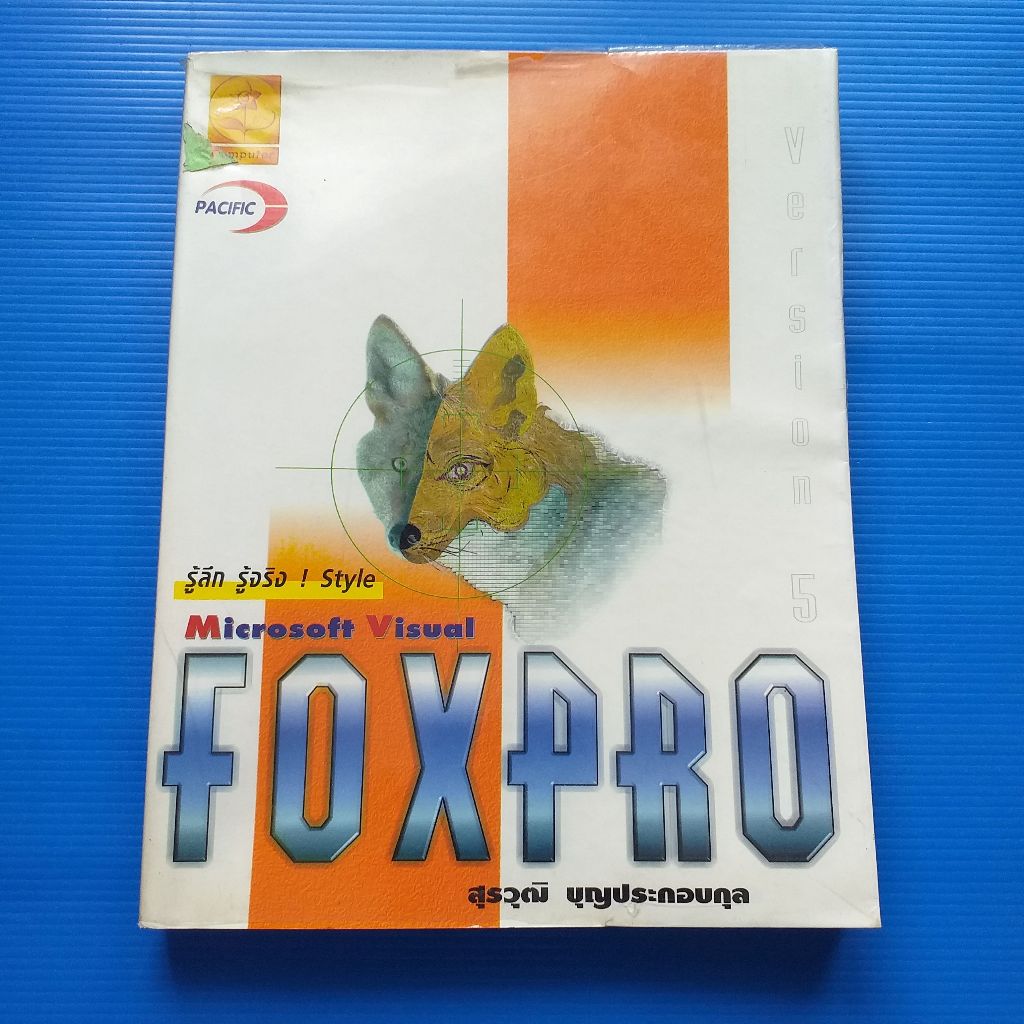 PACIFIC
Version 5
รู้ลึก รู้จริง ! Style
Microsoft Visual
FOXPRO
สุรวุฒิ บุญประกอบกุล